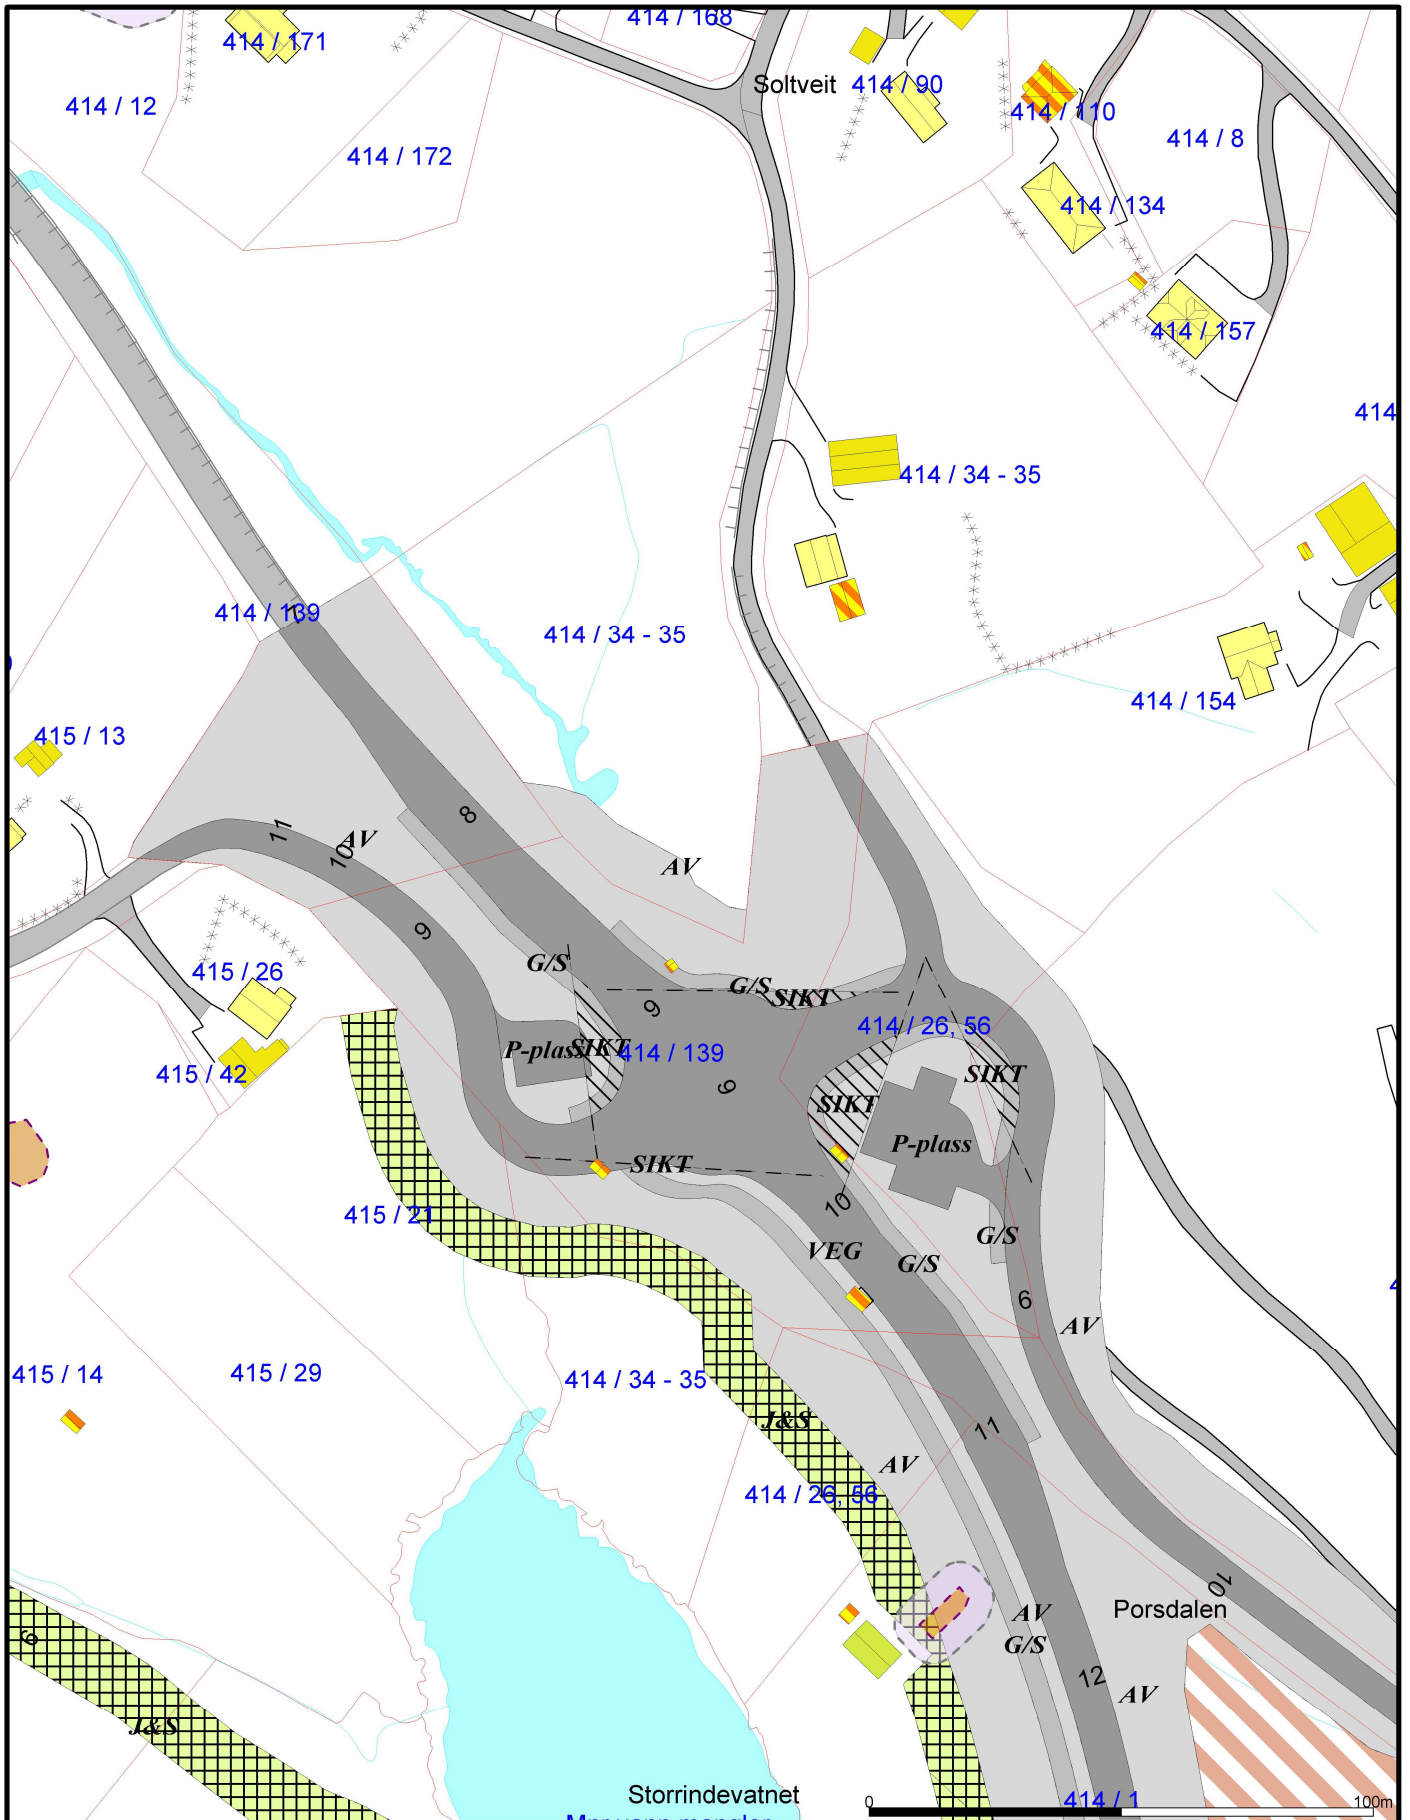 414 / 168
414 / 171
Soltveit
414 / 90
414 / 12
414 / 110
414 / 8
414 / 172
414 / 134
414 / 157
414
414 / 34 - 35
414 / 139
414 / 34 - 35
414 / 154
415 / 13
8
11
10
AV
AV
9
G/S
415 / 26
G/S
SIKT
9
414 / 26, 56
P-plass
SIKT
414 / 139
415 / 42
SIKT
9
SIKT
P-plass
SIKT
10
415 / 21
G/S
VEG
G/S
6
AV
415 / 14
415 / 29
414 / 34 - 35
J&S
11
AV
414 / 26, 56
10
Porsdalen
AV
G/S
12
AV
J&S
Storrindevatnet
414 / 1
0
100m